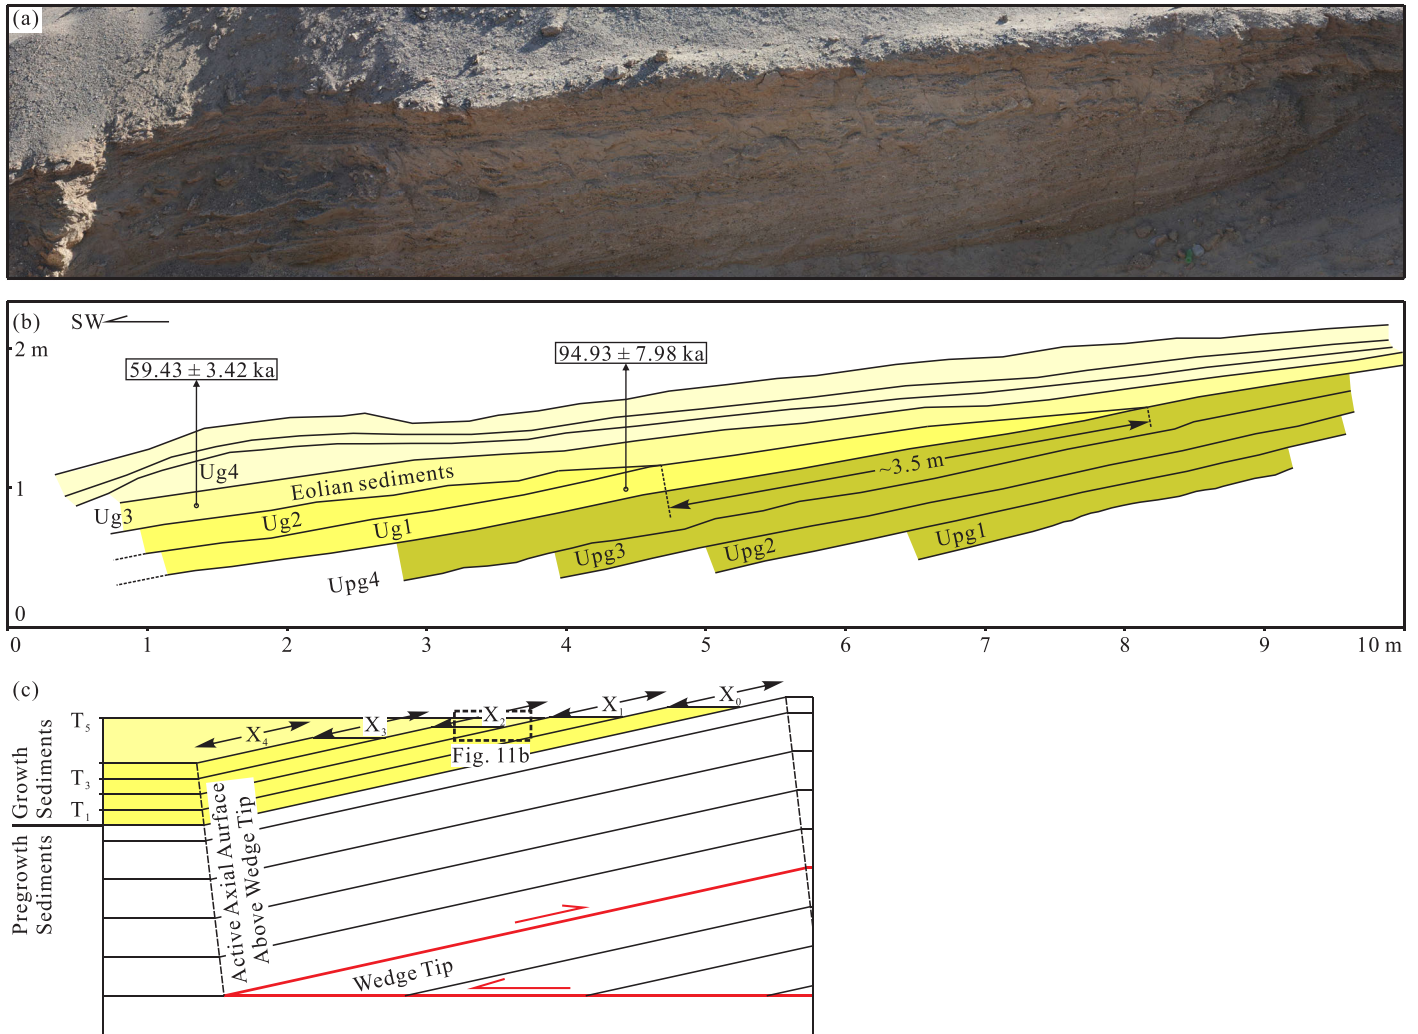 (a)
(b)
SW
2 m
59.43 ± 3.42 ka
94.93 ± 7.98 ka
Ug4
Eolian sediments
~3.5 m
1
Ug3
Ug2
Ug1
Upg4
Upg3
Upg2
Upg1
0
0 1 2 3 4 5 6 7 8 9 10 m
(c)
T5
X4
X3
X2
X1
X0
Fig. 11b
T3
T1
Growth
Sediments
Pregrowth
Sediments
Active Axial Aurface
Above Wedge Tip
Wedge Tip